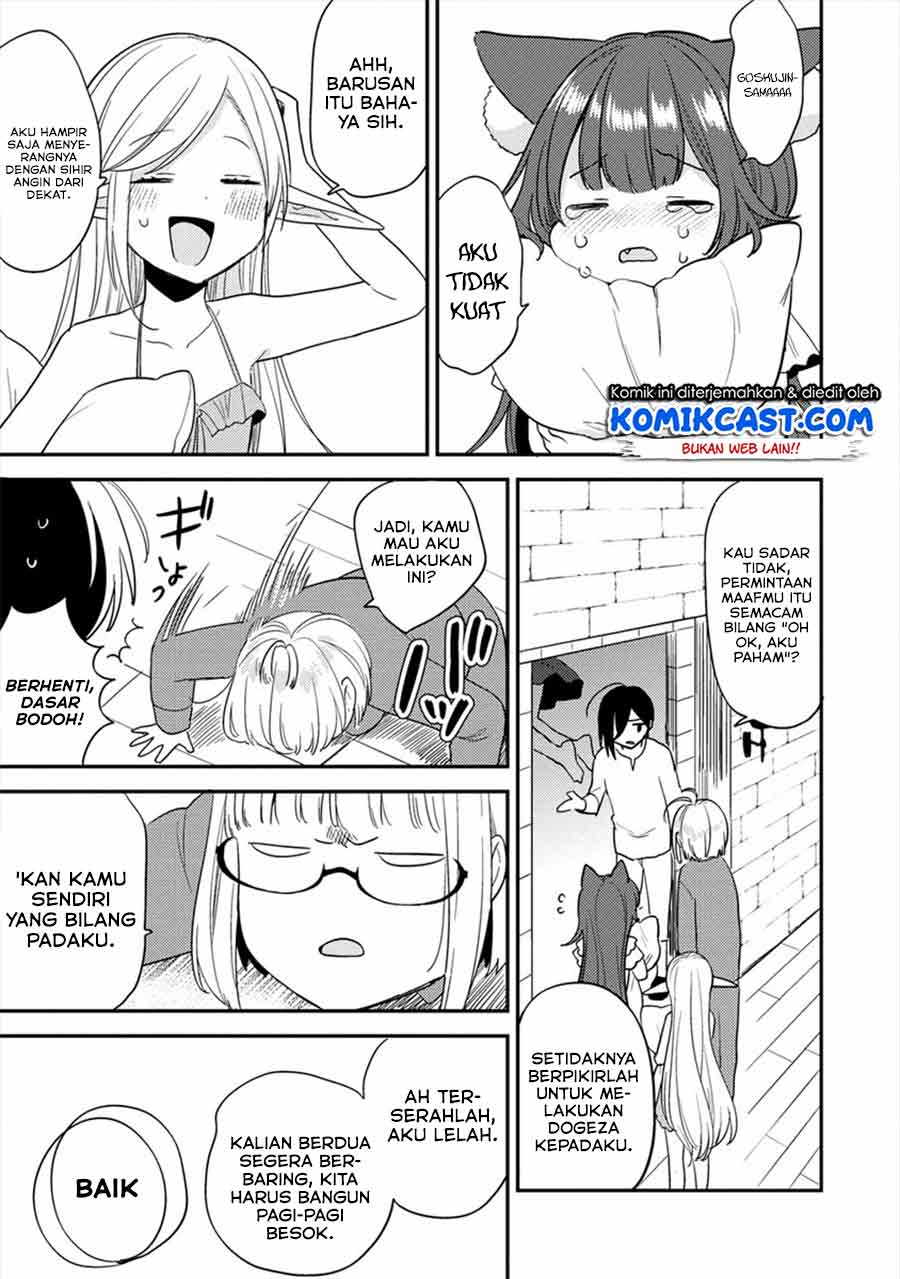 GOSHUJIN-
SAMAAAA
AKU
TIDAK
KUAT
AHH,
BARUSAN
ITU BAHA-
YA SIH.
AKU HAMPIR
SAJA MENYE-
RANGNYA
DENGAN SIHIR
ANGIN DARI
DEKAT.
Komik ini diterjemahkan & diedit oleh
KOMIKCAST.COM
BUKAN WEB LAIN!!
KAU SADAR
TIDAK,
PERMINTAAN
MAAFMU ITU
SEMACAM
BILANG "OH
OK, AKU
PAHAM"?
SETIDAKNYA
BERPIKIRLAH
UNTUK ME-
LAKUKAN
DOGEZA
KEPADAKU.
JADI, KAMU
MAU AKU
MELAKUKAN
INI?
BERHENTI,
DASAR
BODOH!
'KAN KAMU
SENDIRI
YANG BILANG
PADAKU.
AH TER-
SERAHLAH,
AKU LELAH.
KALIAN BERDUA
SEGERA BER-
BARING, KITA
HARUS BANGUN
PAGI-PAGI
BESOK.
BAIK